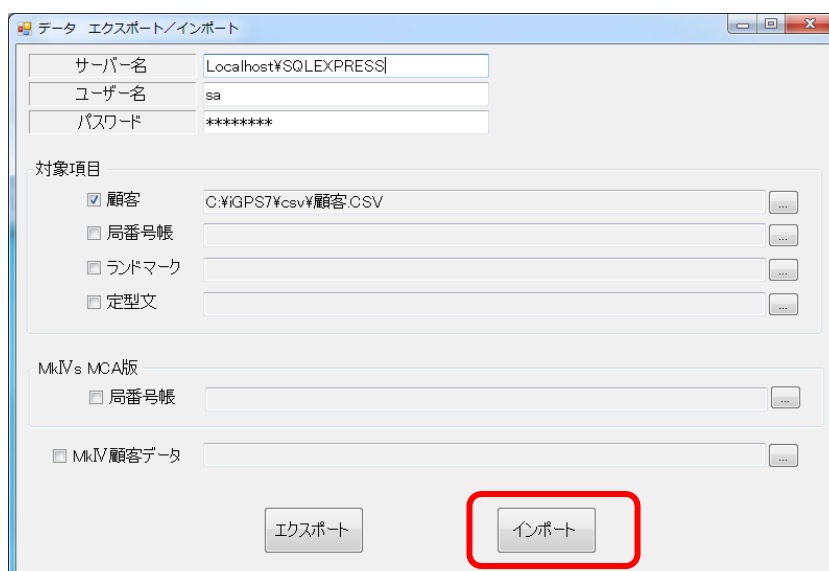 データ エクスポート/インポート
サーバー名 Localhost¥SQLEXPRESS
ユーザー名 sa
パスワード ********
対象項目
顧客 C:¥iGPS7¥csv¥顧客.CSV ...
局番号帳 ...
ランドマーク ...
定型文 ...
MkⅣs MCA版
局番号帳 ...
MkⅣ顧客データ ...
エクスポート インポート